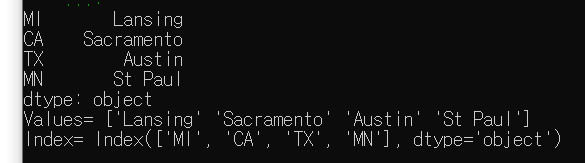 MI        Lansing
CA     Sacramento
TX         Austin
MN        St Paul
dtype: object
Values= ['Lansing' 'Sacramento' 'Austin' 'St Paul']
Index= Index(['MI', 'CA', 'TX', 'MN'], dtype='object')